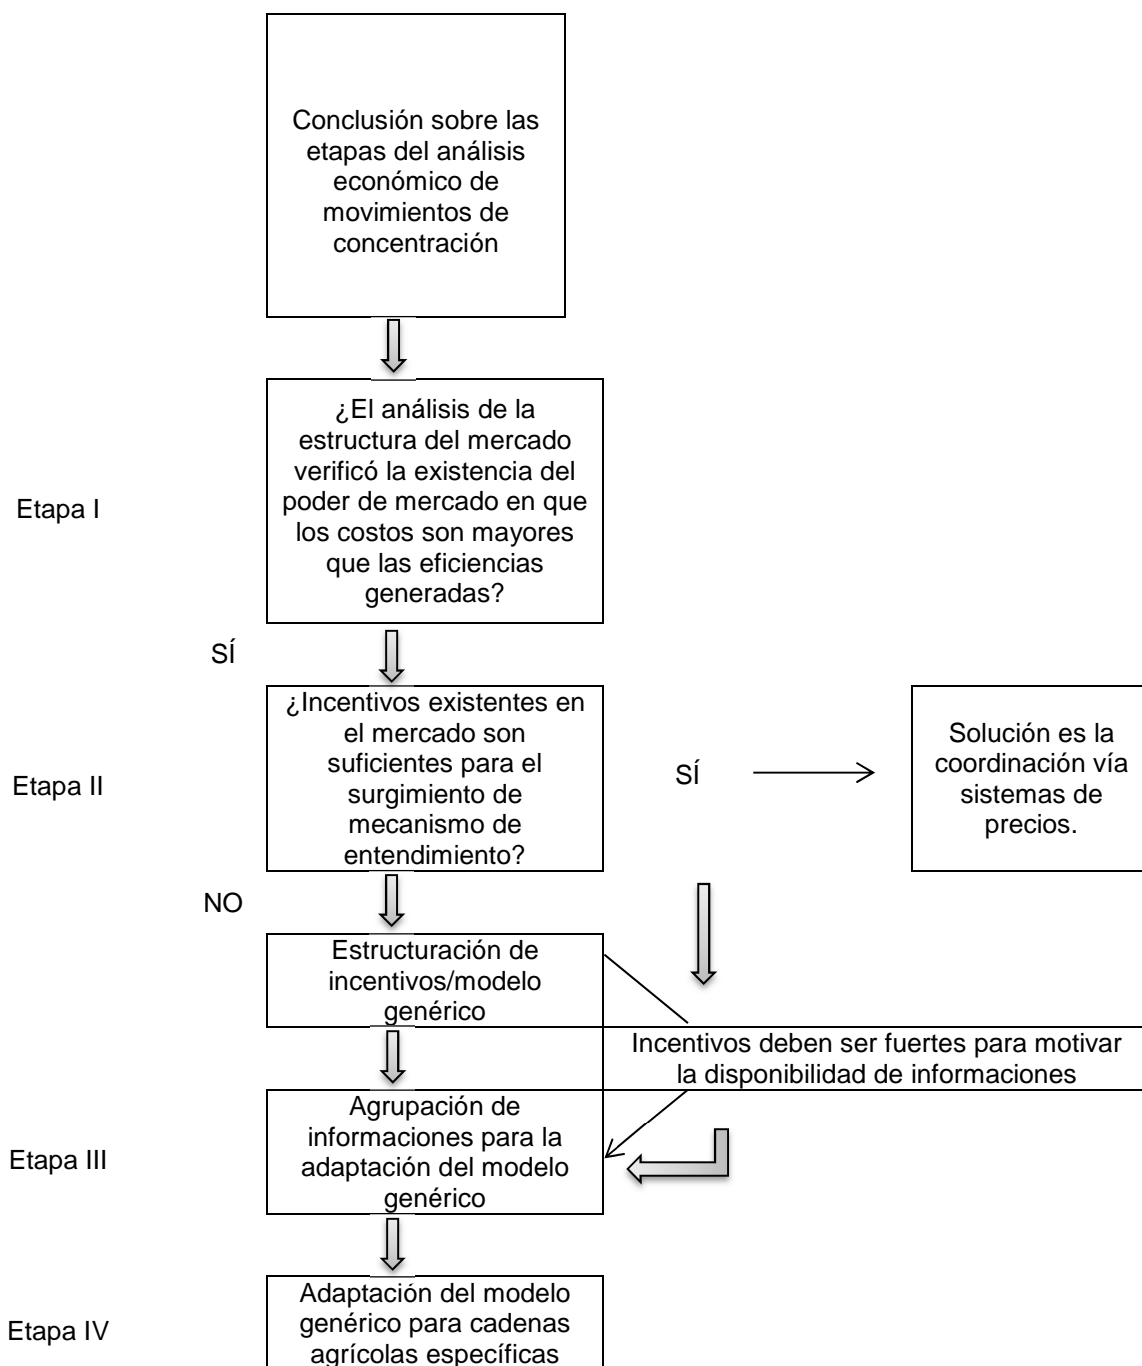 Conclusión sobre las
etapas del análisis
económico de
movimientos de
concentración
Etapa I
¿El análisis de la
estructura del mercado
verificó la existencia del
poder de mercado en que
los costos son mayores
que las eficiencias
generadas?
SÍ
Etapa II
¿Incentivos existentes en
el mercado son
suficientes para el
surgimiento de
mecanismo de
entendimiento?
SÍ
Solución es la
coordinación vía
sistemas de
precios.
NO
Estructuración de
incentivos/modelo
genérico
Incentivos deben ser fuertes para motivar
la disponibilidad de informaciones
Etapa III
Agrupación de
informaciones para la
adaptación del modelo
genérico
Etapa IV
Adaptación del modelo
genérico para cadenas
agrícolas específicas